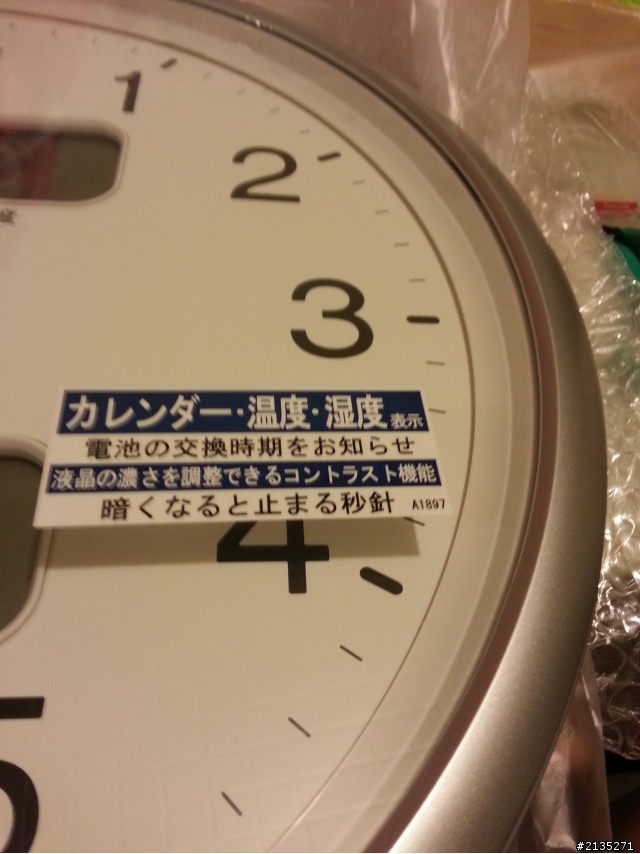 1
2
3
カレンダー・温度・湿度表示
電池の交換時期をお知らせ
液晶の濃さを調整できるコントラスト機能
暗くなると止まる秒針 A1897
4
5
#2135271